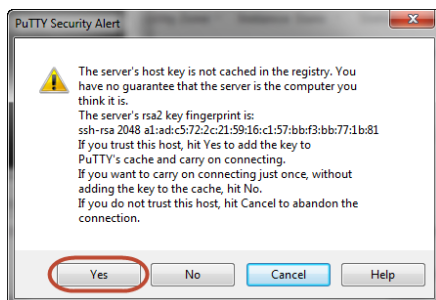 PuTTY Security Alert
The server's host key is not cached in the registry. You
have no guarantee that the server is the computer you
think it is.
The server's rsa2 key fingerprint is:
ssh-rsa 2048 a1:ad:c5:72:2c:21:59:16:c1:57:bb:f3:bb:77:1b:81
If you trust this host, hit Yes to add the key to
PuTTY's cache and carry on connecting.
If you want to carry on connecting just once, without
adding the key to the cache, hit No.
If you do not trust this host, hit Cancel to abandon the
connection.
Yes No Cancel Help